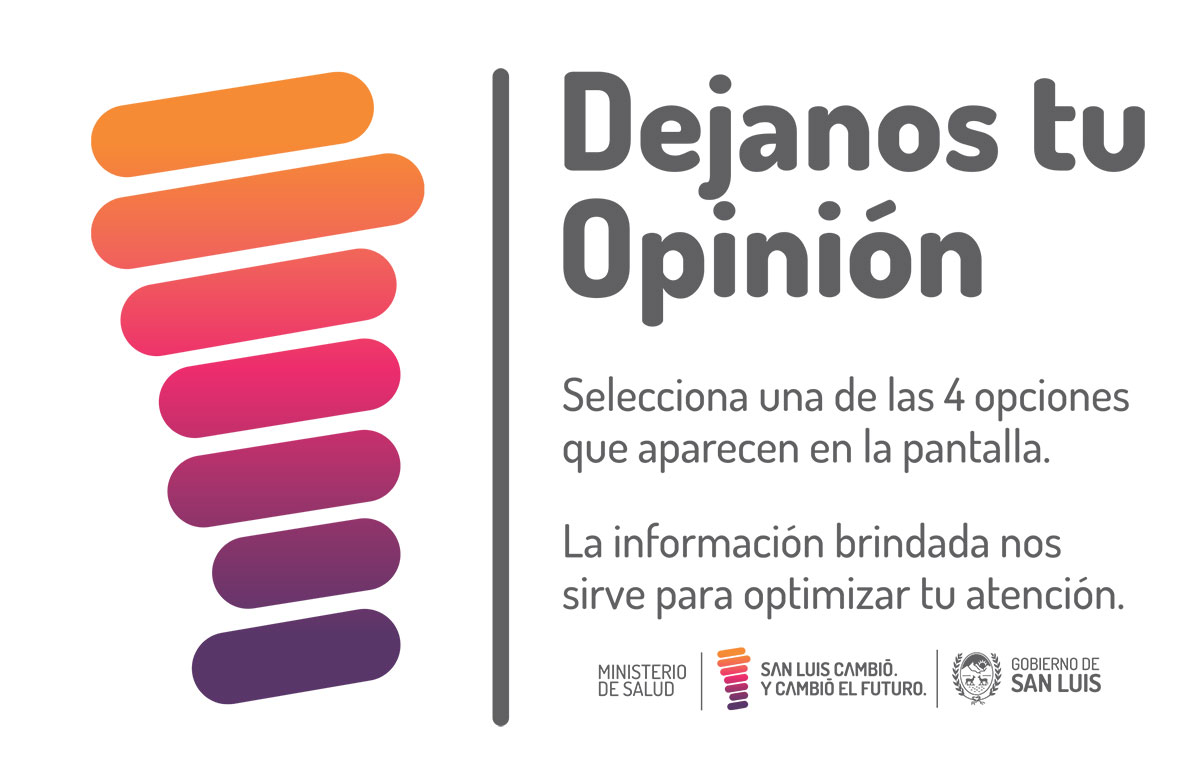 Dejanos tu
Opinión
Selecciona una de las 4 opciones
que aparecen en la pantalla.
La información brindada nos
sirve para optimizar tu atención.
MINISTERIO
DE SALUD
SAN LUIS CAMBIÓ.
Y CAMBIÓ EL FUTURO.
GOBIERNO DE
SAN LUIS